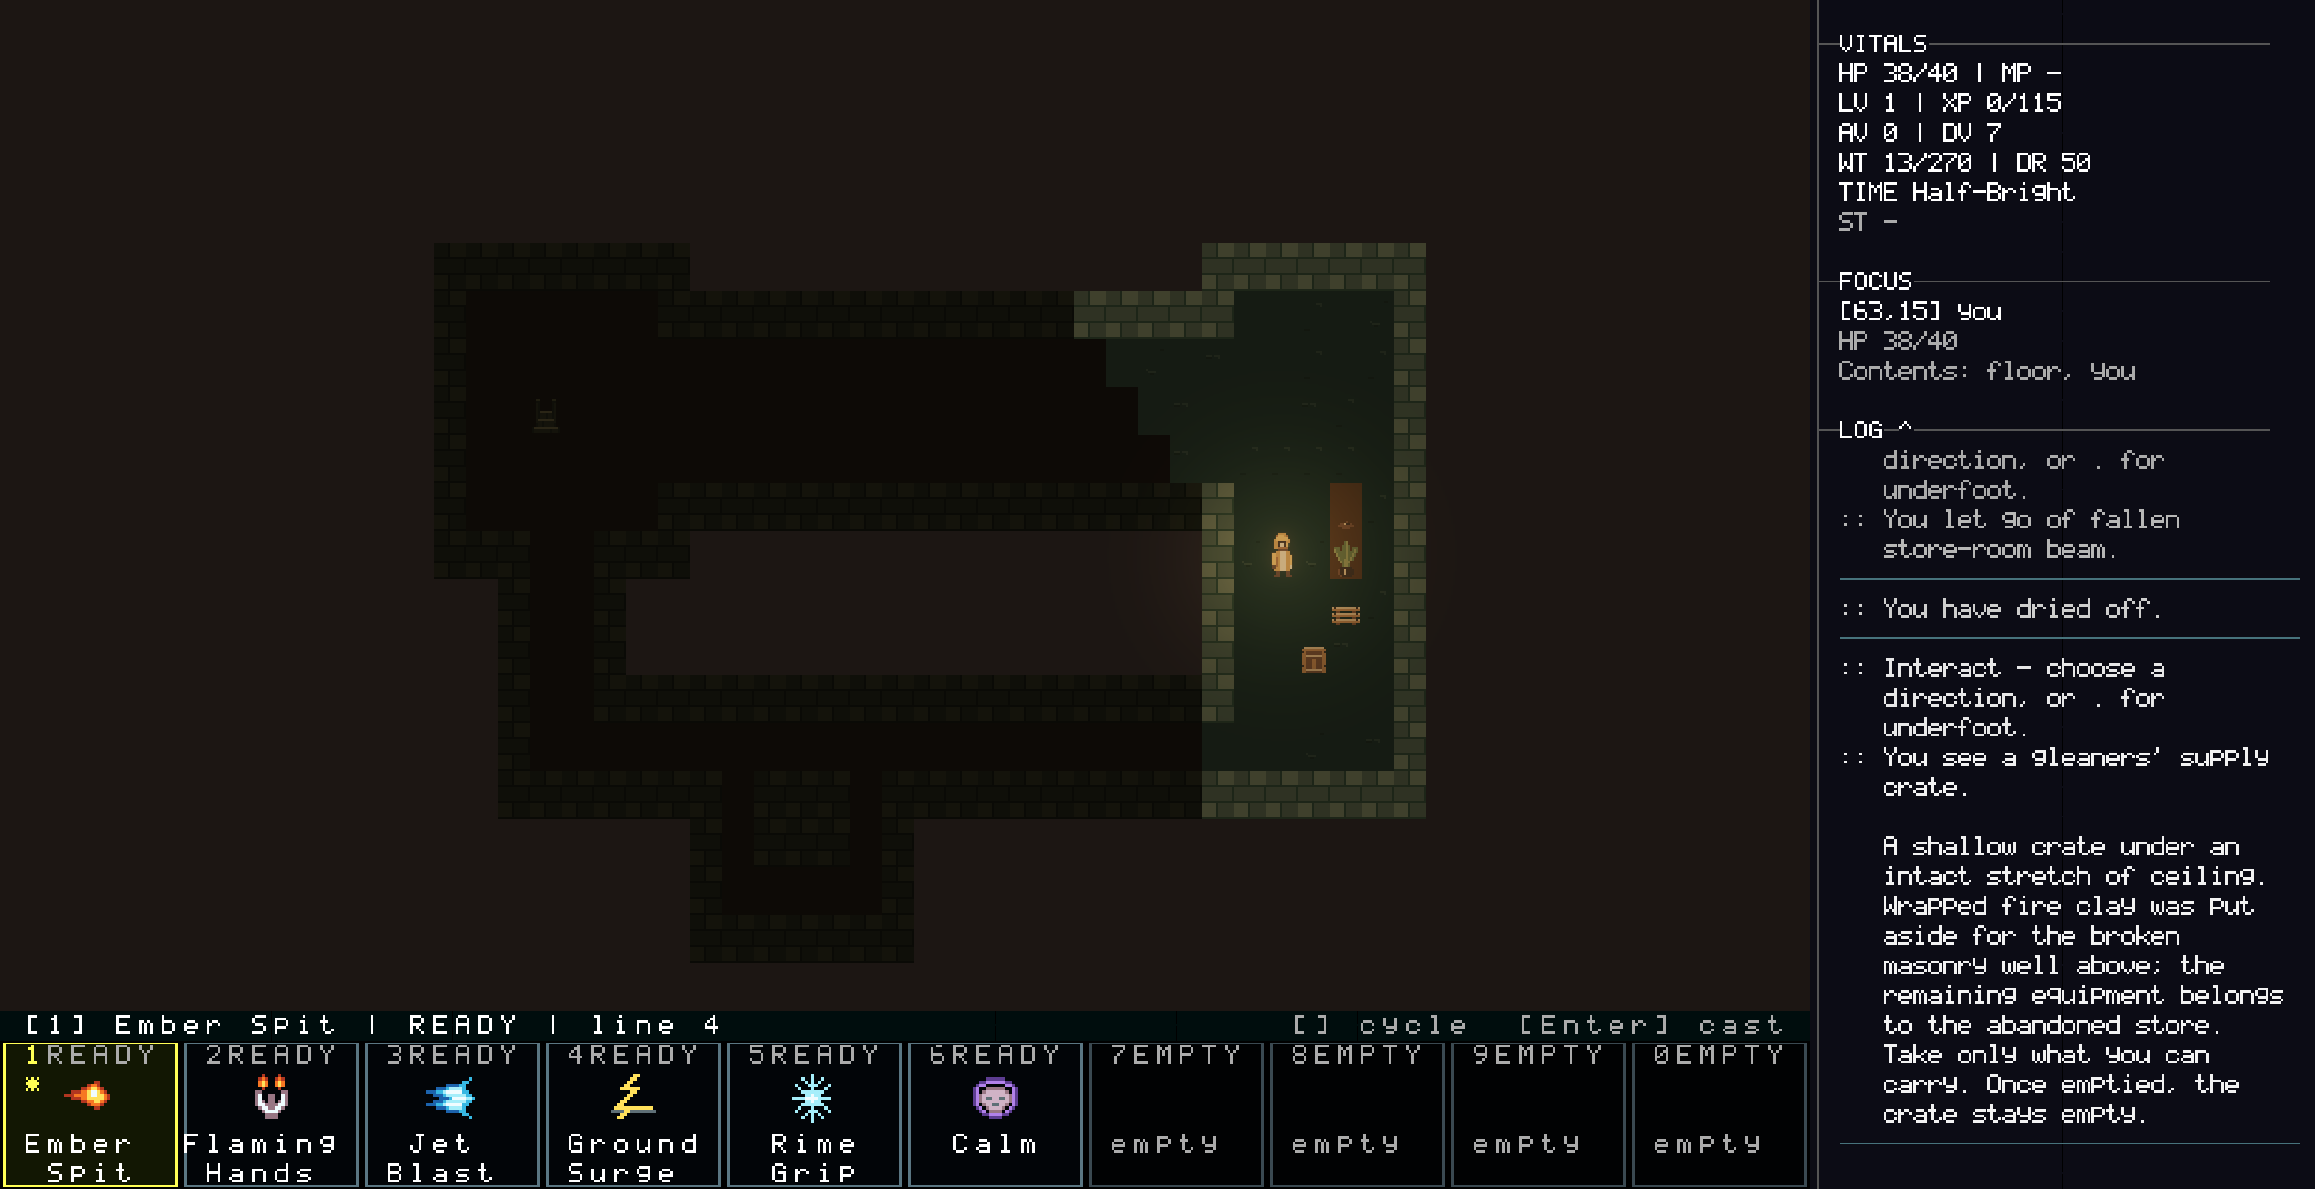 VITALS
HP 38/40 | MP -
LV 1 | XP 0/115
AV 0 | DV 7
WT 13/270 | DR 50
TIME Half-Bright
ST -
FOCUS
[63,15] you
HP 38/40
Contents: floor, you
LOG ^
direction, or . for
underfoot.
:: You let go of fallen
store-room beam.
:: You have dried off.
:: Interact - choose a
direction, or . for
underfoot.
:: You see a gleaners' supply
crate.
A shallow crate under an
intact stretch of ceiling.
Wrapped fire clay was put
aside for the broken
masonry well above; the
remaining equipment belongs
to the abandoned store.
Take only what you can
carry. Once emptied, the
crate stays empty.
[1] Ember Spit | READY | line 4
[] cycle [Enter] cast
1READY
Ember
Spit
2READY
Flaming
Hands
3READY
Jet
Blast
4READY
Ground
Surge
5READY
Rime
Grip
6READY
Calm
7EMPTY
empty
8EMPTY
empty
9EMPTY
empty
0EMPTY
empty